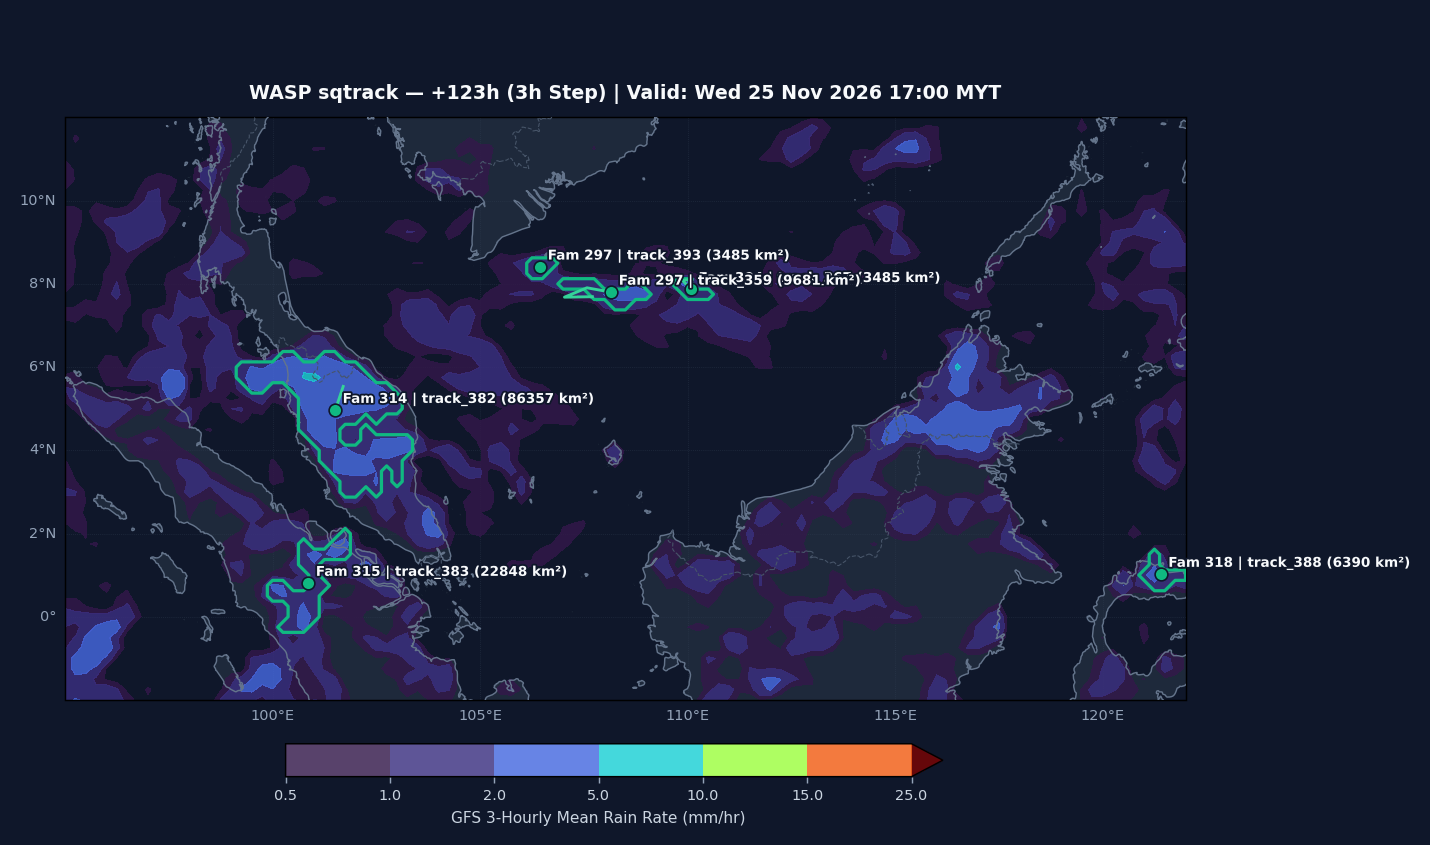 WASP sqtrack — +123h (3h Step) | Valid: Wed 25 Nov 2026 17:00 MYT
10°N
8°N
6°N
4°N
2°N
0°
Fam 297 | track_393 (3485 km²)
3485 km²)
Fam 297 | track_359 (9681 km²)
Fam 314 | track_382 (86357 km²)
Fam 318 | track_388 (6390 km²)
Fam 315 | track_383 (22848 km²)
100°E
105°E
110°E
115°E
120°E
0.5
1.0
2.0
5.0
10.0
15.0
25.0
GFS 3-Hourly Mean Rain Rate (mm/hr)